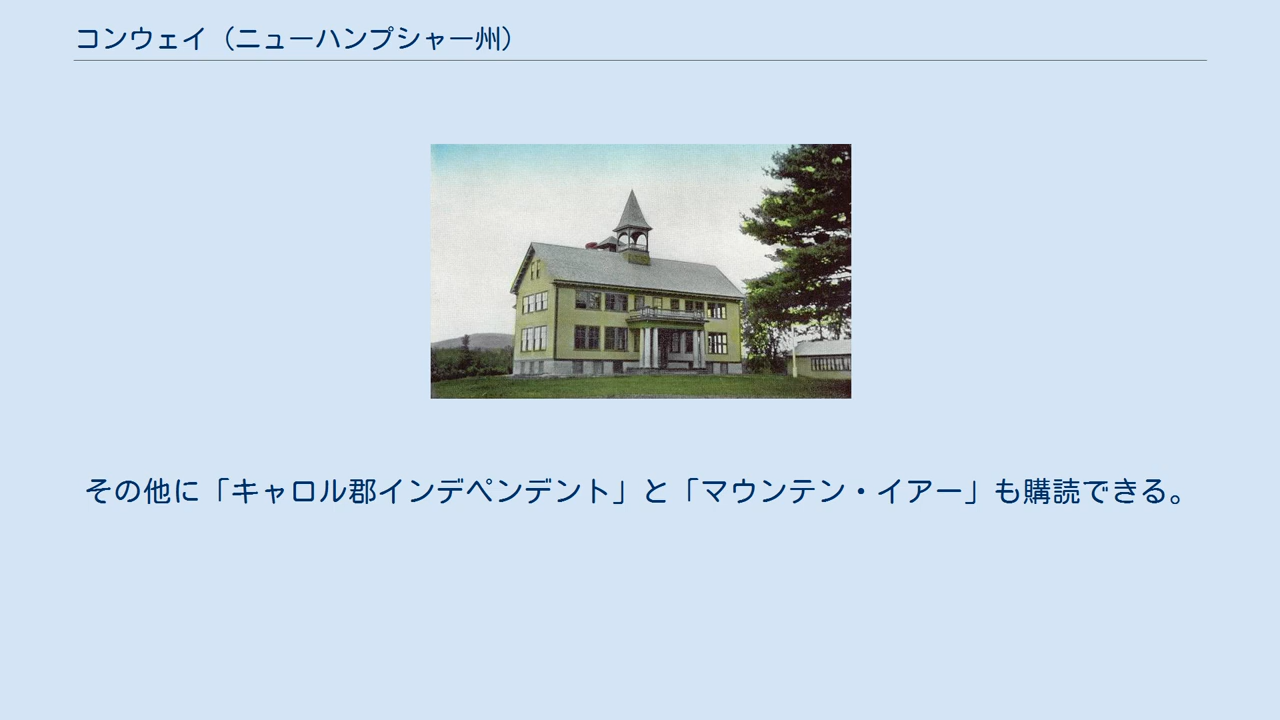 コンウェイ（ニューハンプシャー州）
その他に「キャロル郡インデペンデント」と「マウンテン・イアー」も購読できる。